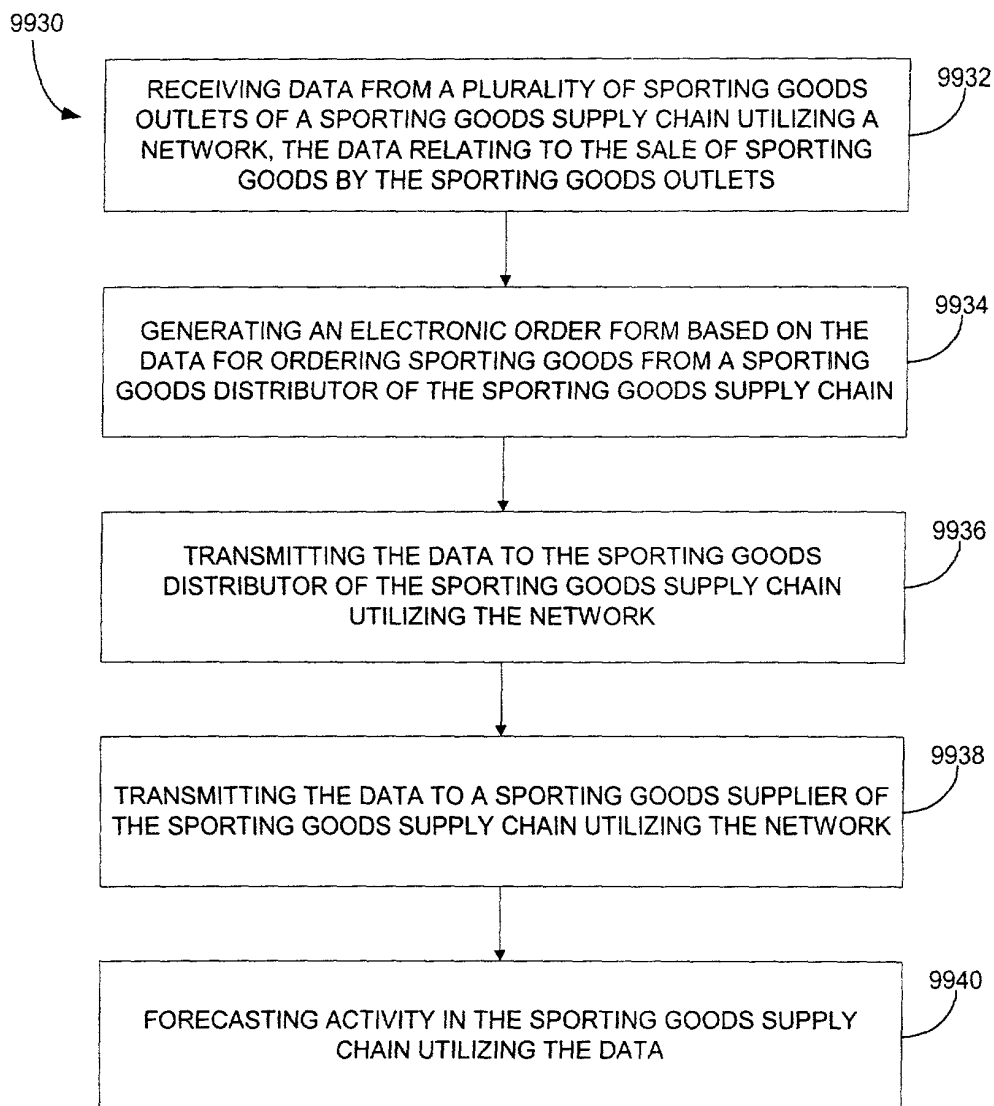 9930
9932
RECEIVING DATA FROM A PLURALITY OF SPORTING GOODS
OUTLETS OF A SPORTING GOODS SUPPLY CHAIN UTILIZING A
NETWORK, THE DATA RELATING TO THE SALE OF SPORTING
GOODS BY THE SPORTING GOODS OUTLETS
9934
GENERATING AN ELECTRONIC ORDER FORM BASED ON THE
DATA FOR ORDERING SPORTING GOODS FROM A SPORTING
GOODS DISTRIBUTOR OF THE SPORTING GOODS SUPPLY CHAIN
9936
TRANSMITTING THE DATA TO THE SPORTING GOODS
DISTRIBUTOR OF THE SPORTING GOODS SUPPLY CHAIN
UTILIZING THE NETWORK
9938
TRANSMITTING THE DATA TO A SPORTING GOODS SUPPLIER OF
THE SPORTING GOODS SUPPLY CHAIN UTILIZING THE NETWORK
9940
FORECASTING ACTIVITY IN THE SPORTING GOODS SUPPLY
CHAIN UTILIZING THE DATA